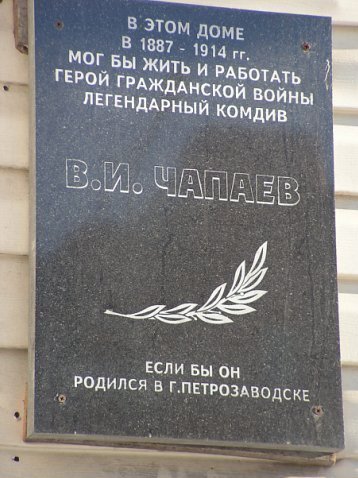 В ЭТОМ ДОМЕ
В 1887 - 1914 гг.
МОГ БЫ ЖИТЬ И РАБОТАТЬ
ГЕРОЙ ГРАЖДАНСКОЙ ВОЙНЫ
ЛЕГЕНДАРНЫЙ КОМДИВ
В.И. ЧАПАЕВ
ЕСЛИ БЫ ОН
РОДИЛСЯ В Г.ПЕТРОЗАВОДСКЕ